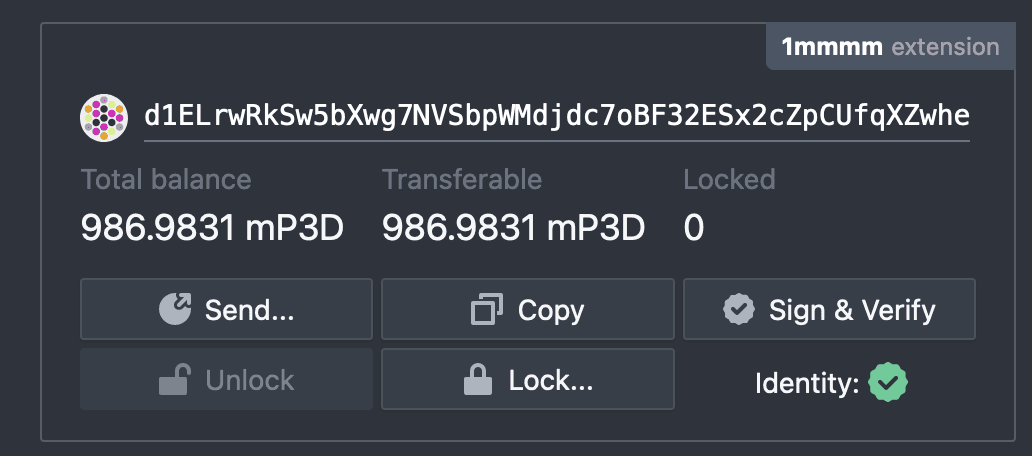 1mmmm extension
d1ELrwRkSw5bXwg7NVSbpWMdjdc7oBF32ESx2cZpCUfqXZwhe
Total balance Transferable Locked
986.9831 mP3D 986.9831 mP3D 0
Send... Copy Sign & Verify
Unlock Lock... Identity: